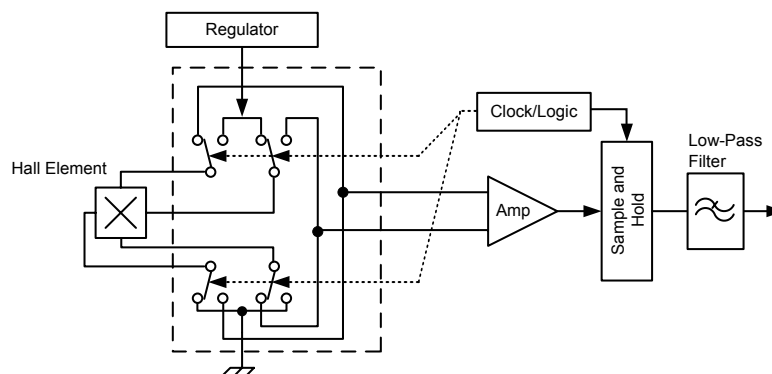 Regulator
Clock/Logic
Low-Pass
Filter
Hall Element
Amp
Sample and
Hold